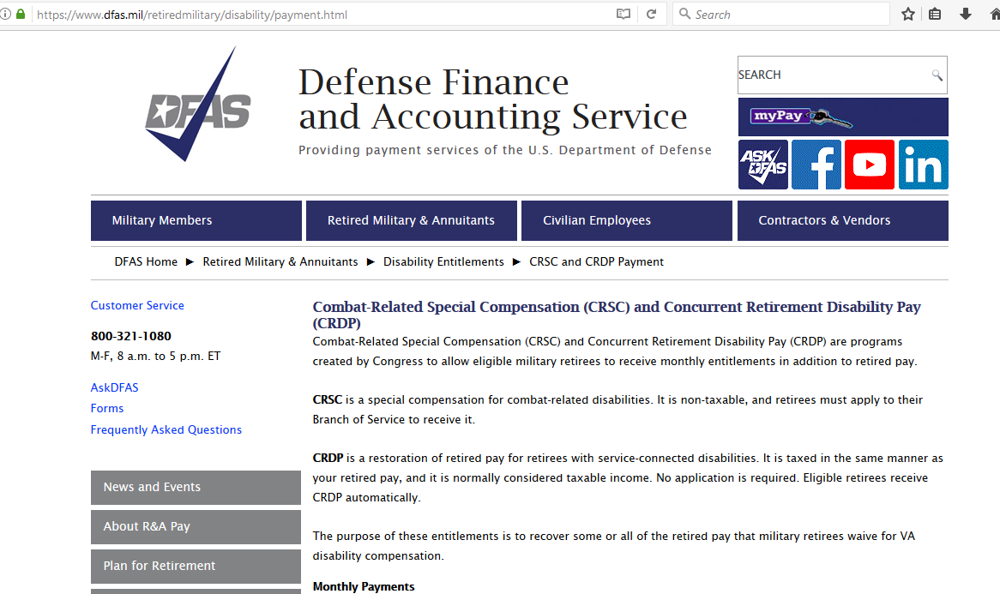 https://www.dfas.mil/retiredmilitary/disability/payment.html
Search
DFAS
Defense Finance
and Accounting Service
Providing payment services of the U.S. Department of Defense
SEARCH
myPay
ASK
DFAS
f
in
Military Members
Retired Military & Annuitants
Civilian Employees
Contractors & Vendors
DFAS Home ► Retired Military & Annuitants ► Disability Entitlements ► CRSC and CRDP Payment
Customer Service
800-321-1080
M-F, 8 a.m. to 5 p.m. ET
AskDFAS
Forms
Frequently Asked Questions
News and Events
About R&A Pay
Plan for Retirement
Combat-Related Special Compensation (CRSC) and Concurrent Retirement Disability Pay
(CRDP)
Combat-Related Special Compensation (CRSC) and Concurrent Retirement Disability Pay (CRDP) are programs
created by Congress to allow eligible military retirees to receive monthly entitlements in addition to retired pay.
CRSC is a special compensation for combat-related disabilities. It is non-taxable, and retirees must apply to their
Branch of Service to receive it.
CRDP is a restoration of retired pay for retirees with service-connected disabilities. It is taxed in the same manner as
your retired pay, and it is normally considered taxable income. No application is required. Eligible retirees receive
CRDP automatically.
The purpose of these entitlements is to recover some or all of the retired pay that military retirees waive for VA
disability compensation.
Monthly Payments